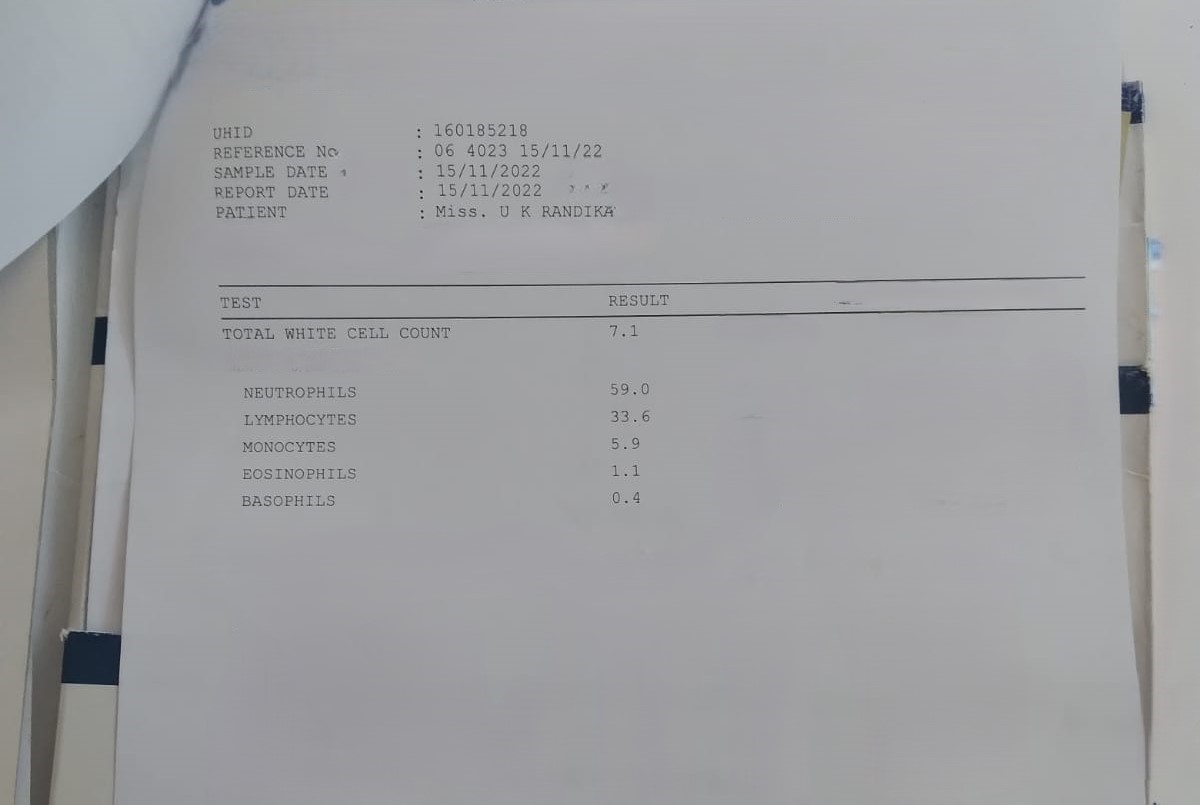 UHID : 160185218
REFERENCE No : 06 4023 15/11/22
SAMPLE DATE : 15/11/2022
REPORT DATE : 15/11/2022
PATIENT : Miss. U K RANDIKA
TEST RESULT
TOTAL WHITE CELL COUNT 7.1
NEUTROPHILS 59.0
LYMPHOCYTES 33.6
MONOCYTES 5.9
EOSINOPHILS 1.1
BASOPHILS 0.4